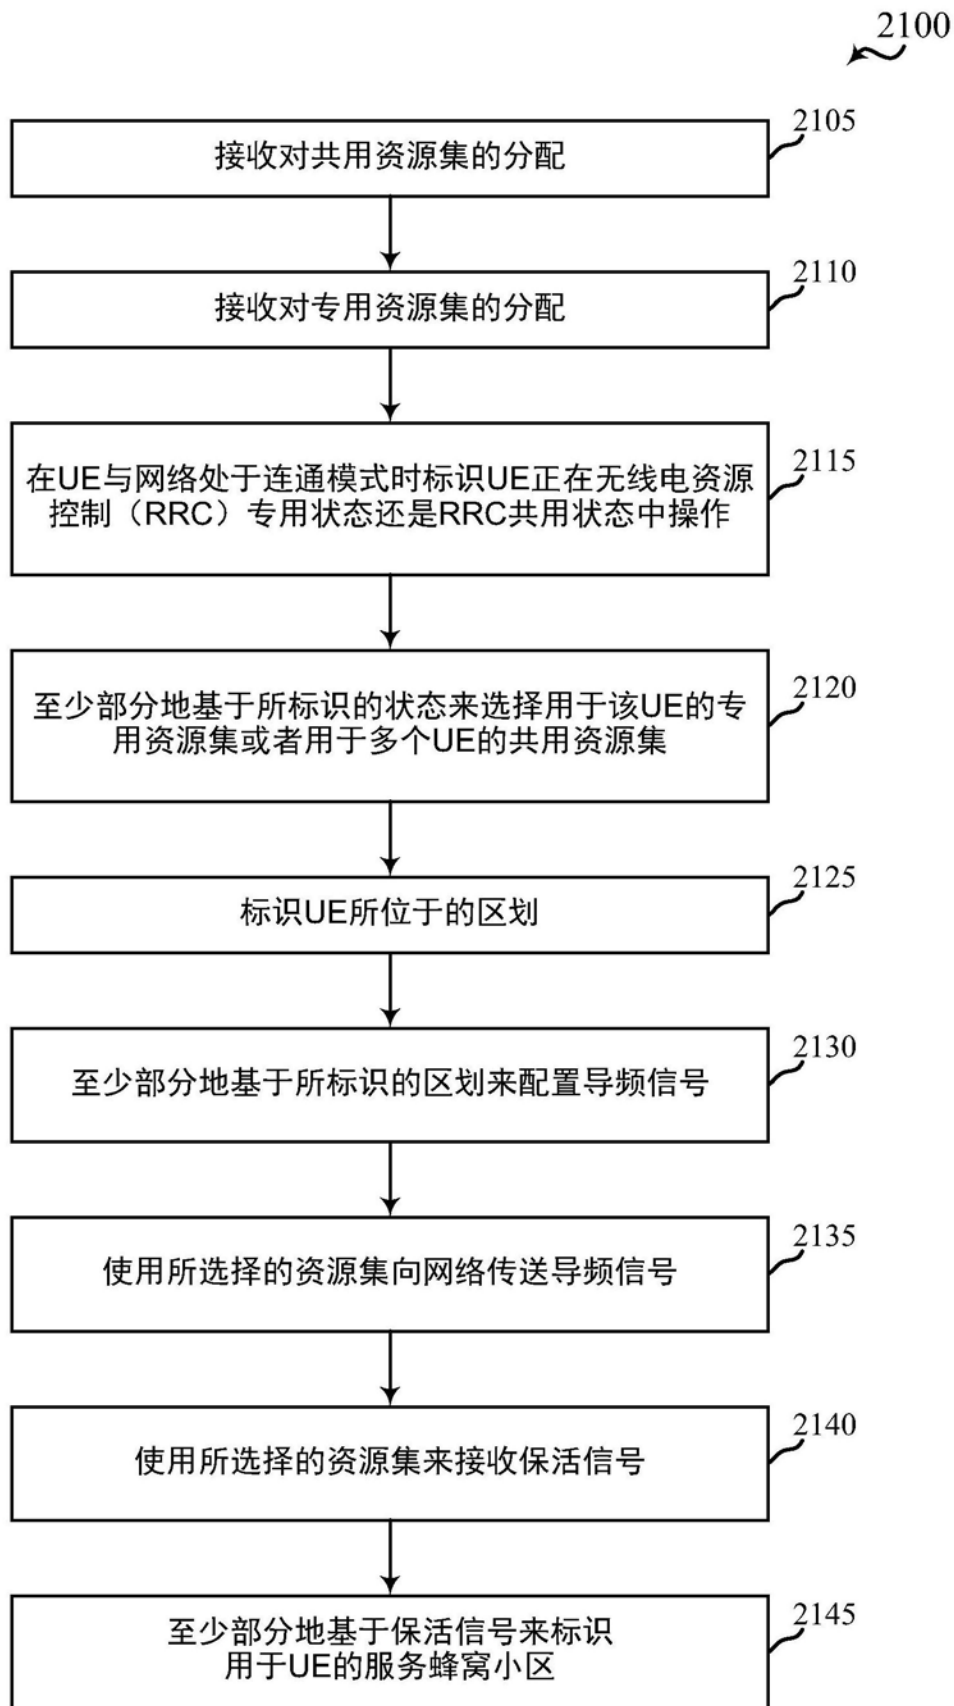 2100
2105
接收对共用资源集的分配
2110
接收对专用资源集的分配
2115
在UE与网络处于连通模式时标识UE正在无线电资源
控制（RRC）专用状态还是RRC共用状态中操作
2120
至少部分地基于所标识的状态来选择用于该UE的专
用资源集或者用于多个UE的共用资源集
2125
标识UE所位于的区划
2130
至少部分地基于所标识的区划来配置导频信号
2135
使用所选择的资源集向网络传送导频信号
2140
使用所选择的资源集来接收保活信号
2145
至少部分地基于保活信号来标识
用于UE的服务蜂窝小区